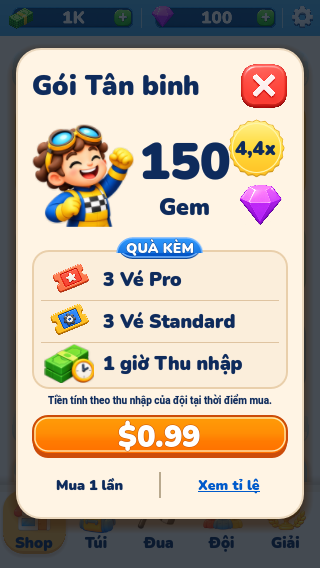 1K
100
Gói Tân binh
150
4,4x
Gem
QUÀ KÈM
3 Vé Pro
3 Vé Standard
1 giờ Thu nhập
Tiền tính theo thu nhập của đội tại thời điểm mua.
$0.99
Mua 1 lần
Xem tỉ lệ
Shop
Túi
Đua
Đội
Giải